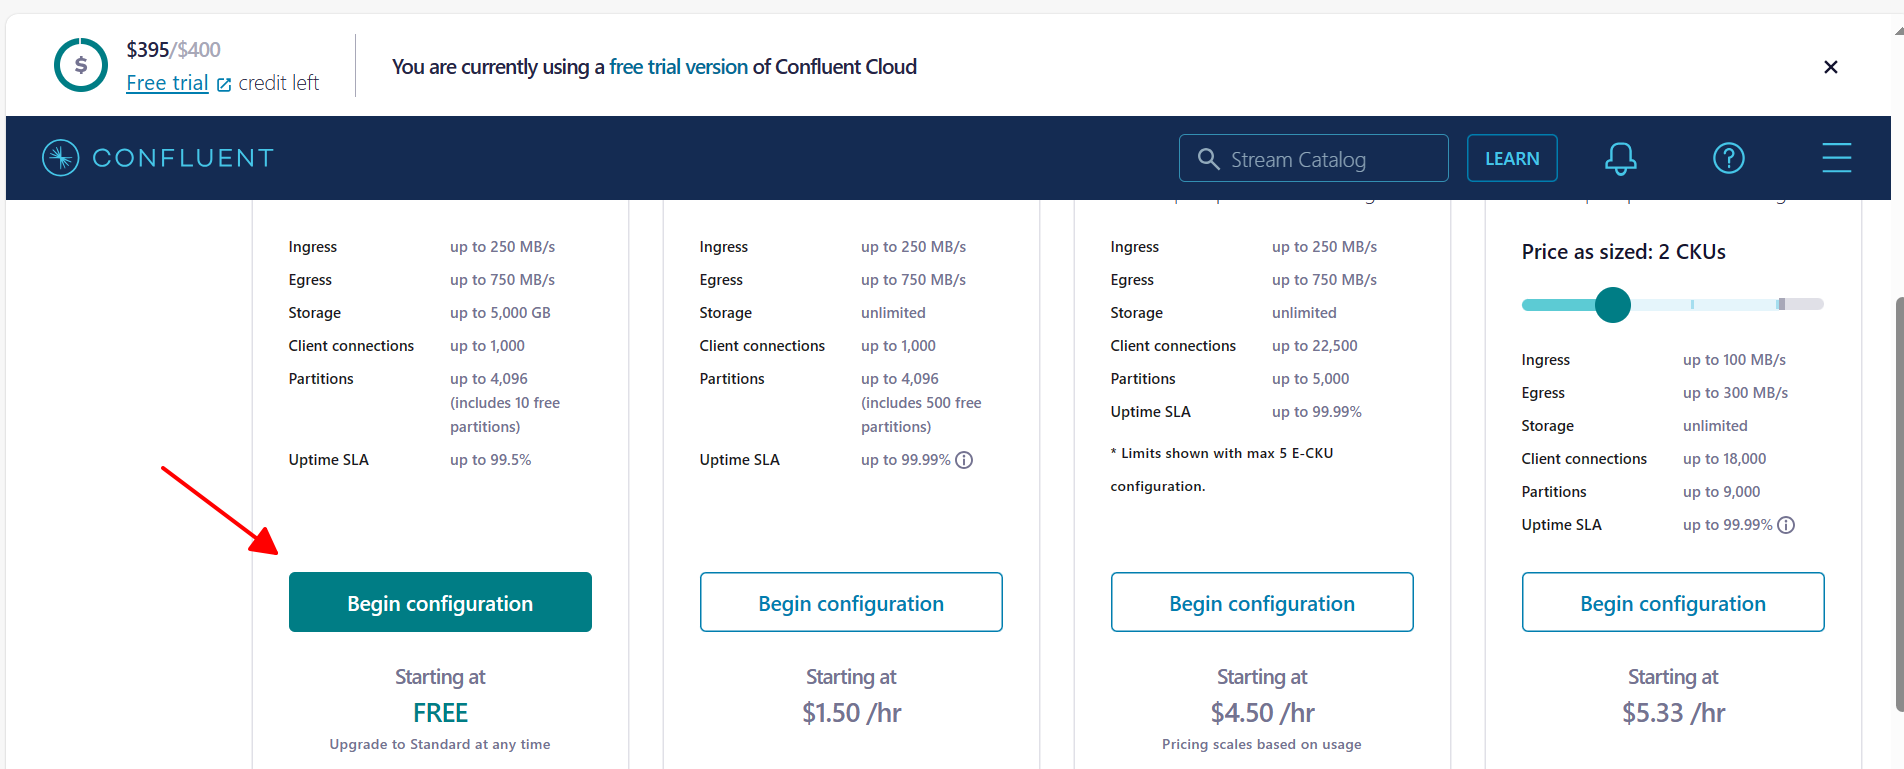 $395/$400
Free trial credit left
You are currently using a free trial version of Confluent Cloud
CONFLUENT
Stream Catalog
LEARN
Ingress up to 250 MB/s
Egress up to 750 MB/s
Storage up to 5,000 GB
Client connections up to 1,000
Partitions up to 4,096
(includes 10 free
partitions)
Uptime SLA up to 99.5%
Begin configuration
Starting at
FREE
Upgrade to Standard at any time
Ingress up to 250 MB/s
Egress up to 750 MB/s
Storage unlimited
Client connections up to 1,000
Partitions up to 4,096
(includes 500 free
partitions)
Uptime SLA up to 99.99%
Begin configuration
Starting at
$1.50 /hr
Ingress up to 250 MB/s
Egress up to 750 MB/s
Storage unlimited
Client connections up to 22,500
Partitions up to 5,000
Uptime SLA up to 99.99%
* Limits shown with max 5 E-CKU
configuration.
Begin configuration
Starting at
$4.50 /hr
Pricing scales based on usage
Price as sized: 2 CKUs
Ingress up to 100 MB/s
Egress up to 300 MB/s
Storage unlimited
Client connections up to 18,000
Partitions up to 9,000
Uptime SLA up to 99.99%
Begin configuration
Starting at
$5.33 /hr